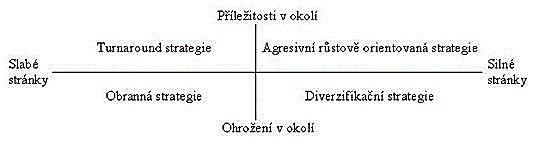 Příležitosti v okolí
Turnaround strategie
Agresivní růstově orientovaná strategie
Slabé
stránky
Silné
stránky
Obranná strategie
Diverzifikační strategie
Ohrožení v okolí